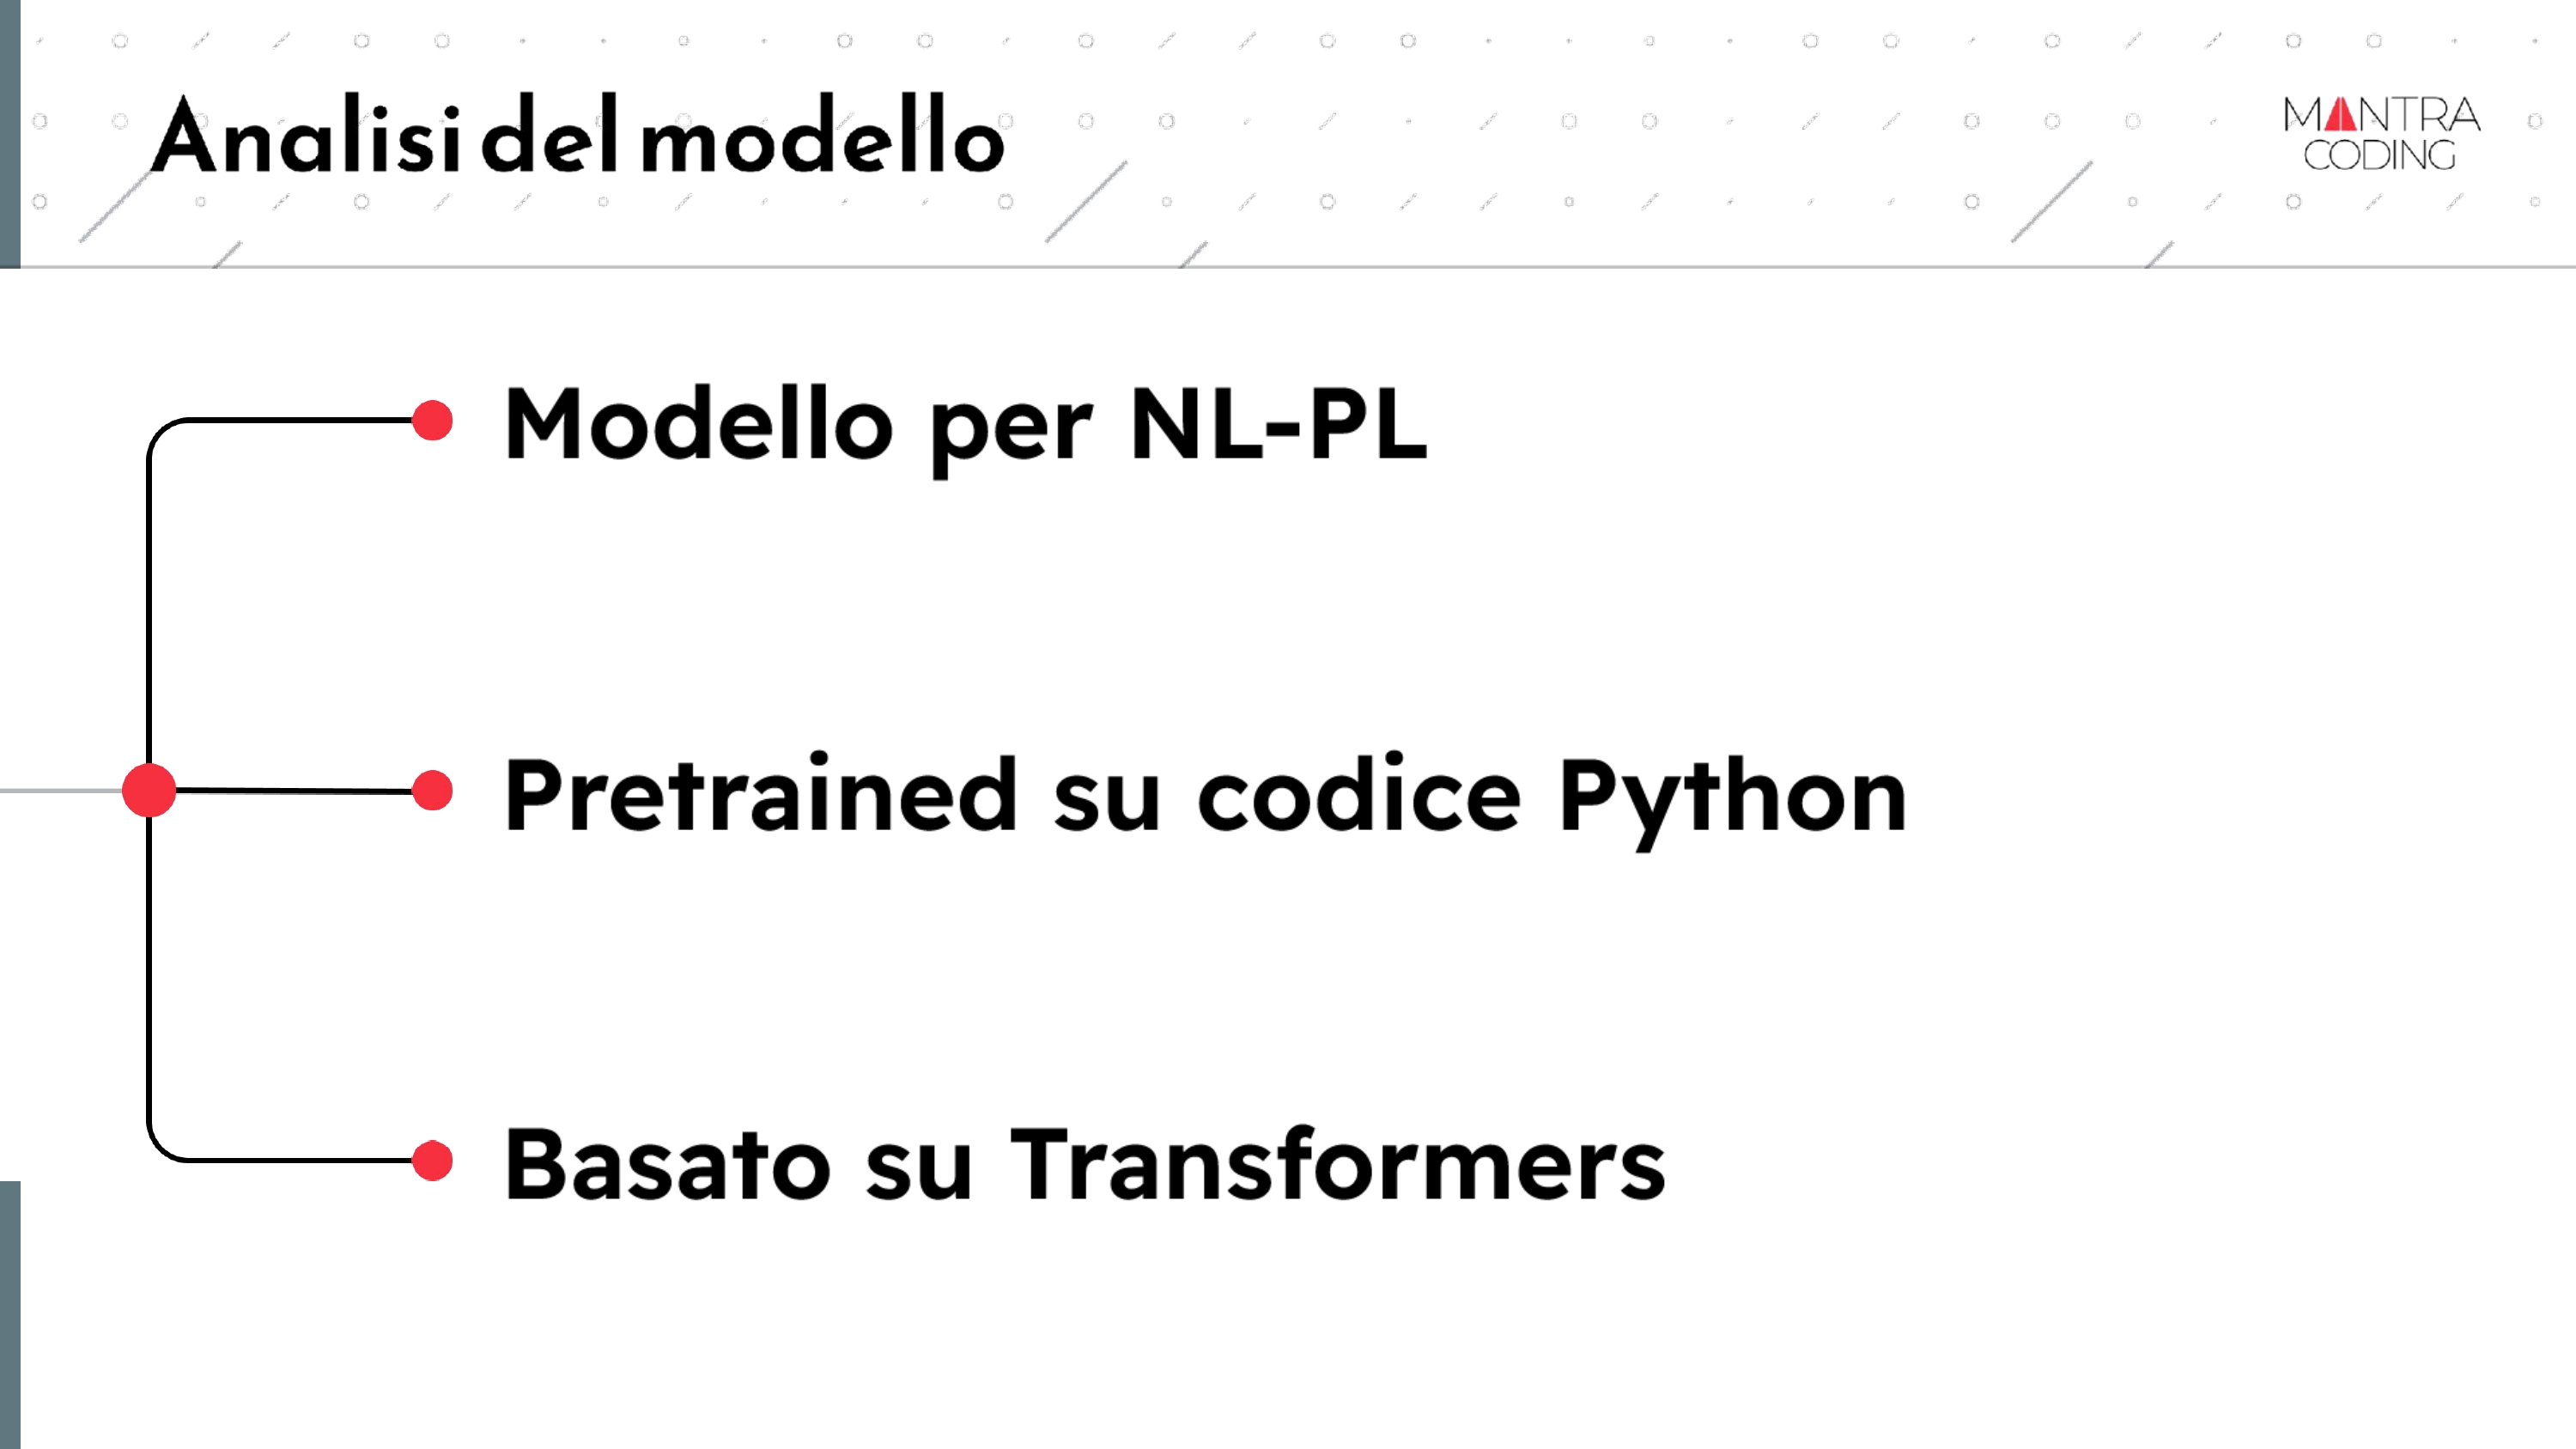 Analisi del modello
MANTRA
CODING
Modello per NL-PL
Pretrained su codice Python
Basato su Transformers